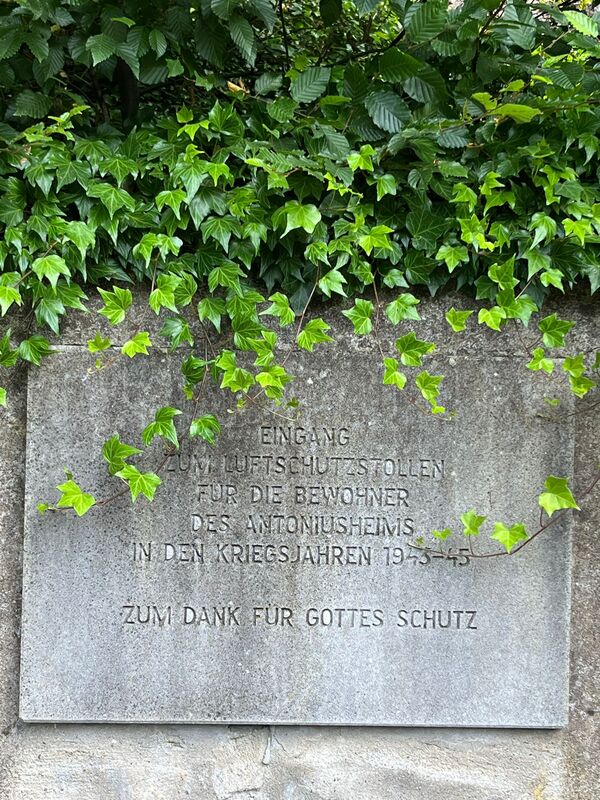 EINGANG
ZUM LUFTSCHUTZSTOLLEN
FÜR DIE BEWOHNER
DES ANTONIUSHEIMS
IN DEN KRIEGSJAHREN 1943-45
ZUM DANK FÜR GOTTES SCHUTZ